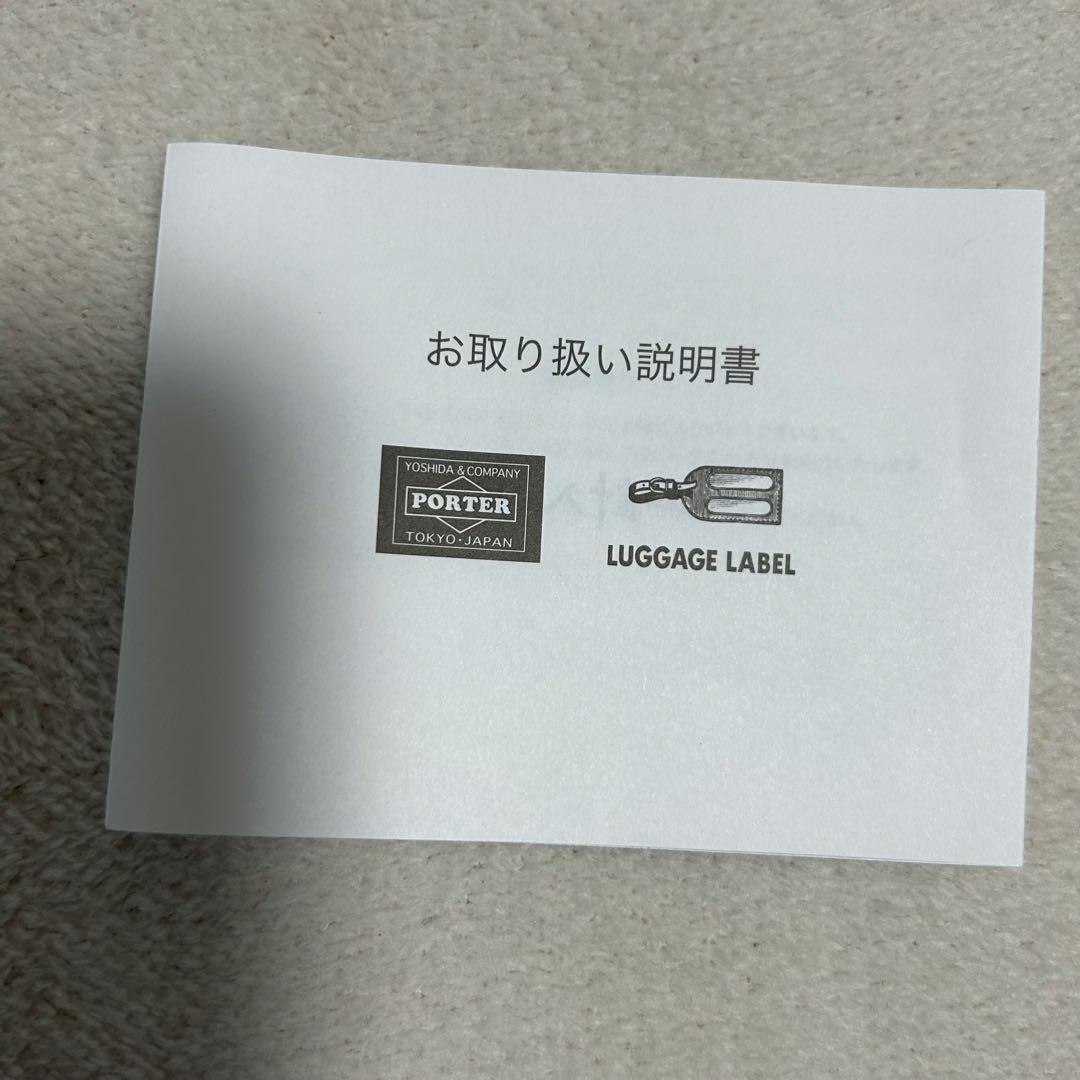 お取り扱い説明書
YOSHIDA & COMPANY
PORTER
TOKYO・JAPAN
LUGGAGE LABEL